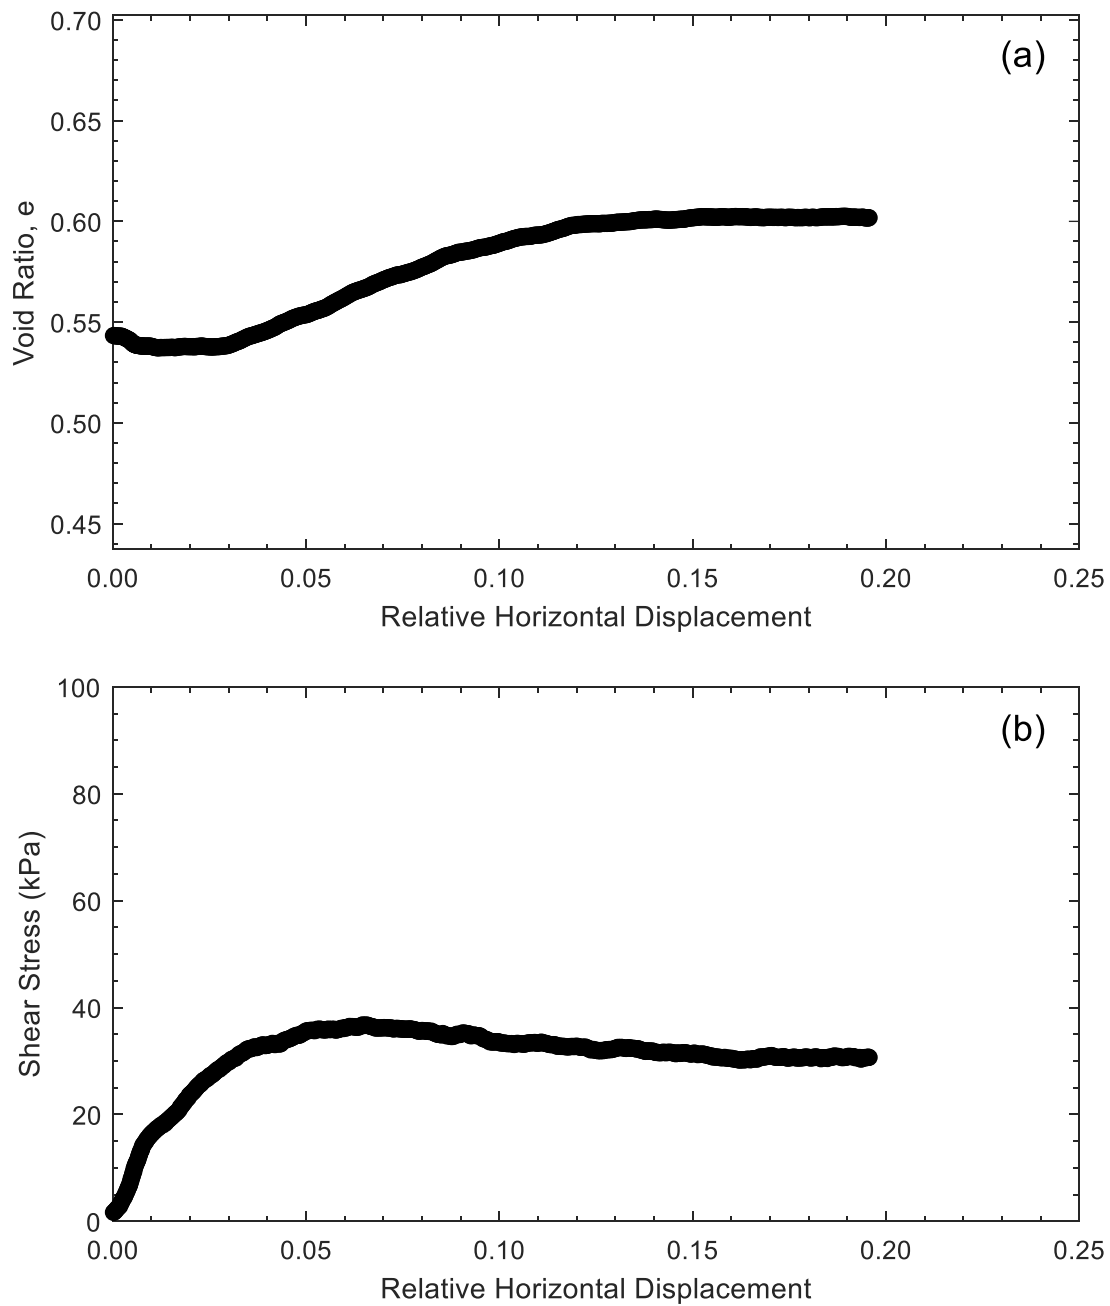 (a)
0.70
0.65
0.60
0.55
0.50
0.45
Void Ratio, e
0.00 0.05 0.10 0.15 0.20 0.25
Relative Horizontal Displacement
(b)
100
80
60
40
20
0
Shear Stress (kPa)
0.00 0.05 0.10 0.15 0.20 0.25
Relative Horizontal Displacement